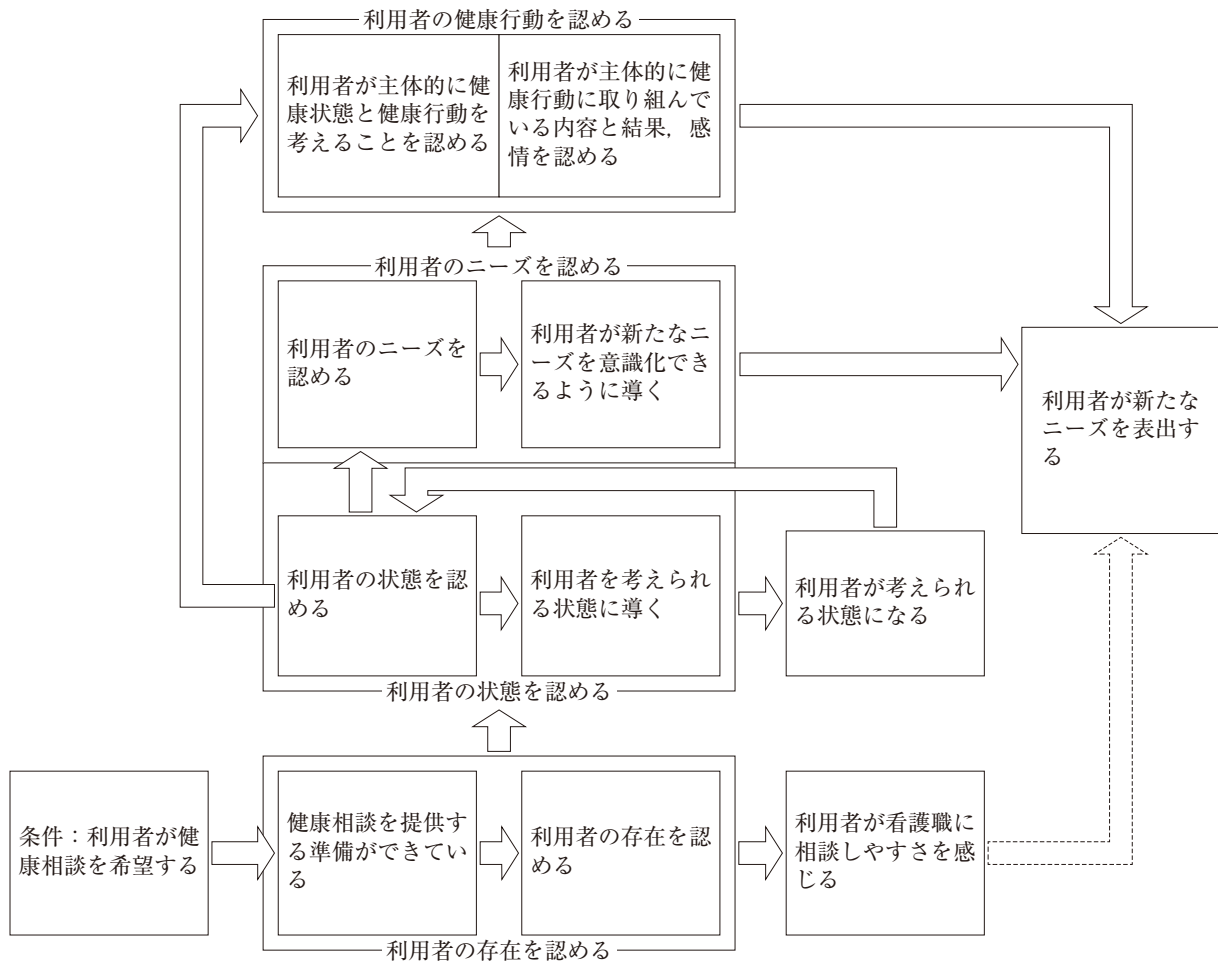 利用者の健康行動を認める
利用者が主体的に健
康状態と健康行動を
考えることを認める
利用者が主体的に健
康行動に取り組んで
いる内容と結果，感
情を認める
利用者のニーズを認める
利用者のニーズを
認める
利用者が新たなニ
ーズを意識化でき
るように導く
利用者が新たな
ニーズを表出す
る
利用者の状態を認
める
利用者を考えられ
る状態に導く
利用者が考えられ
る状態になる
利用者の状態を認める
条件：利用者が健
康相談を希望する
健康相談を提供す
る準備ができてい
る
利用者の存在を認
める
利用者が看護職に
相談しやすさを感
じる
利用者の存在を認める